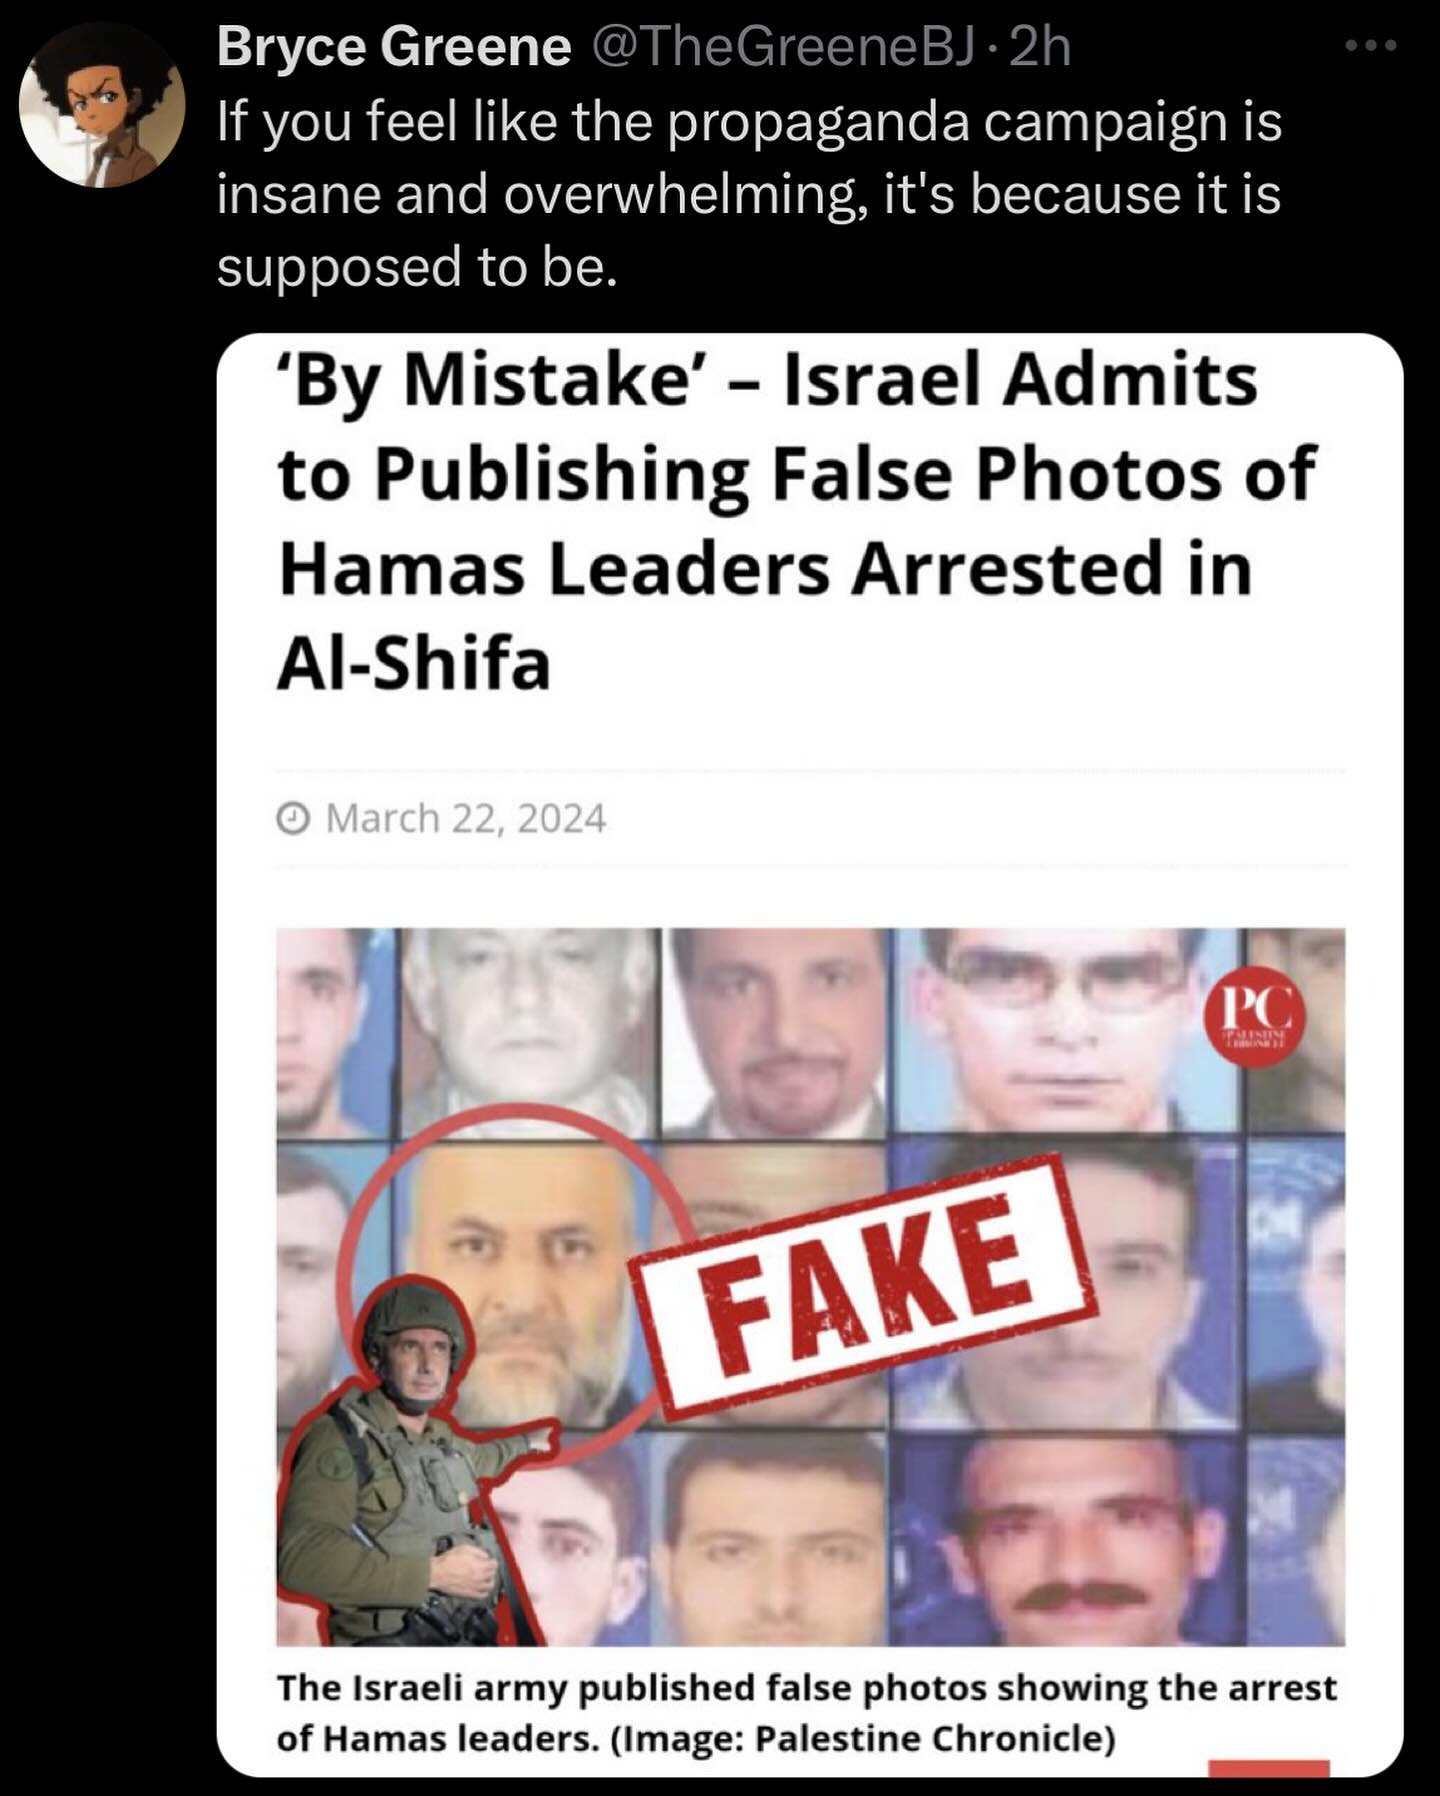 Bryce Greene @TheGreeneBJ · 2h
If you feel like the propaganda campaign is
insane and overwhelming, it's because it is
supposed to be.
‘By Mistake’ – Israel Admits
to Publishing False Photos of
Hamas Leaders Arrested in
Al-Shifa
March 22, 2024
PC
PALESTINE
CHRONICLE
FAKE
The Israeli army published false photos showing the arrest
of Hamas leaders. (Image: Palestine Chronicle)